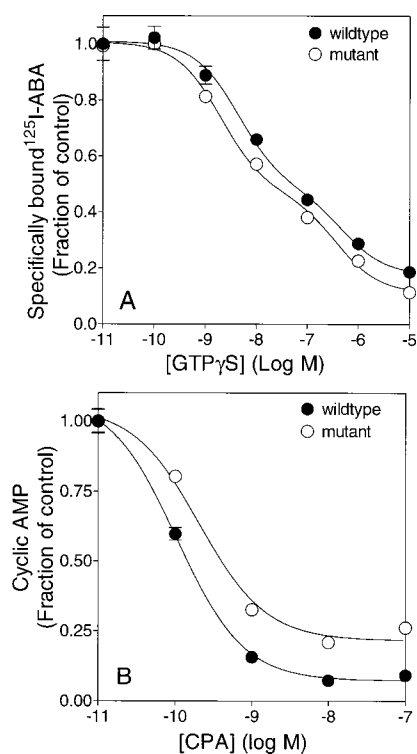 Specifically bound ¹²⁵I-ABA
(Fraction of control)
1.0
0.8
0.6
0.4
0.2
0.0
wildtype
mutant
A
-11 -10 -9 -8 -7 -6 -5
[GTPγS] (Log M)
Cyclic AMP
(Fraction of control)
1.00
0.75
0.50
0.25
0.00
wildtype
mutant
B
-11 -10 -9 -8 -7
[CPA] (log M)